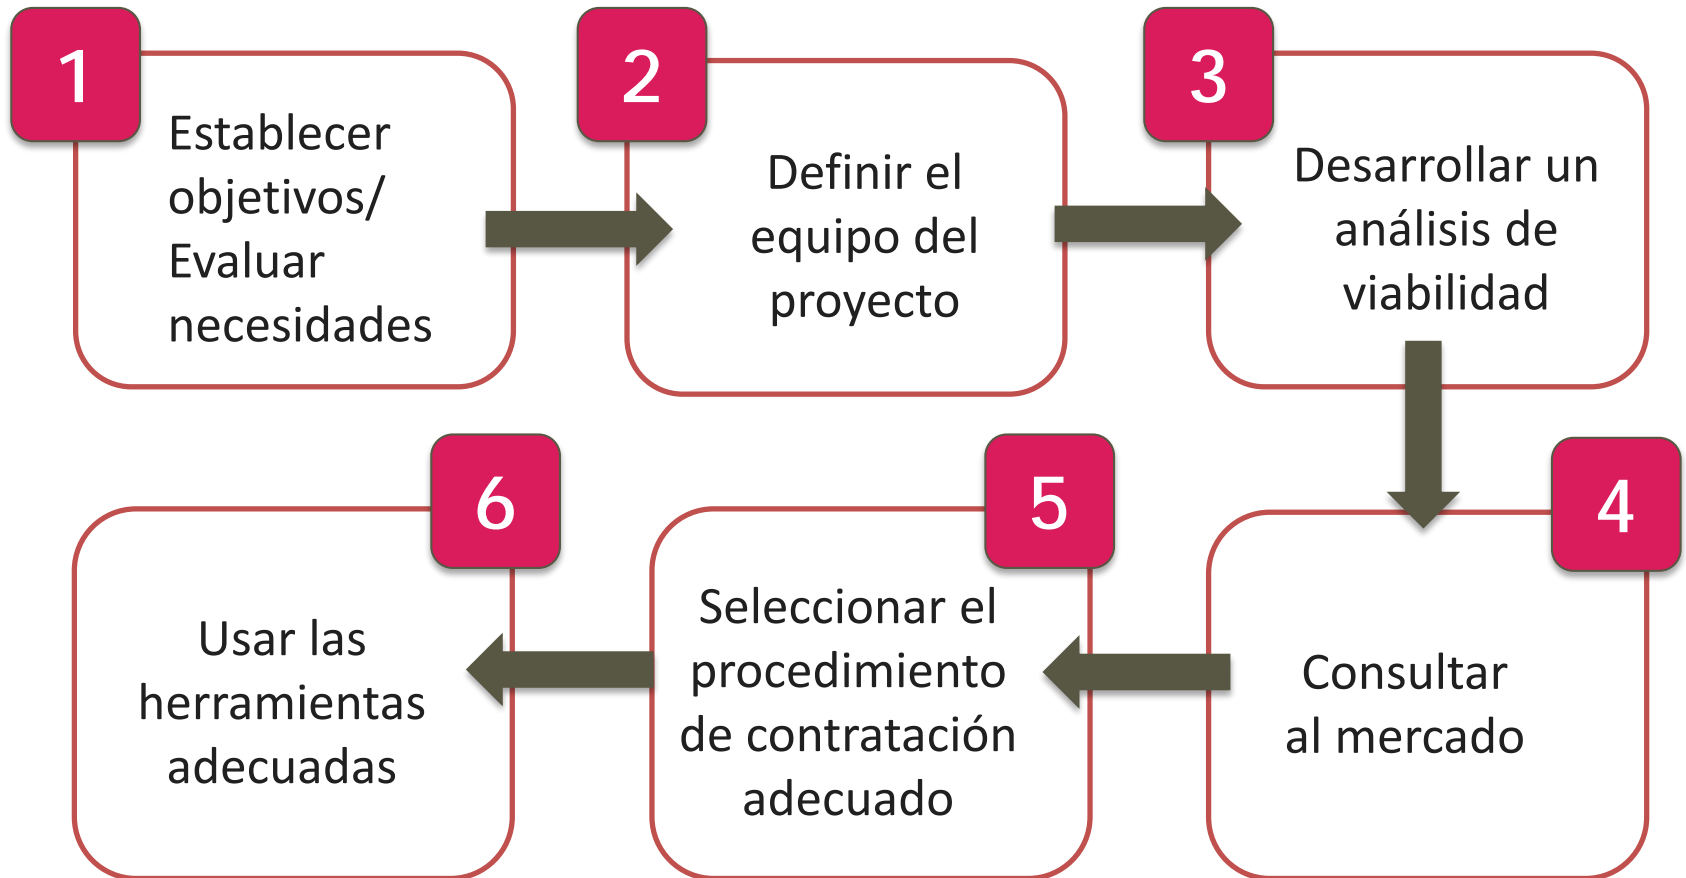 1
Establecer
objetivos/
Evaluar
necesidades
2
Definir el
equipo del
proyecto
3
Desarrollar un
análisis de
viabilidad
4
Consultar
al mercado
5
Seleccionar el
procedimiento
de contratación
adecuado
6
Usar las
herramientas
adecuadas